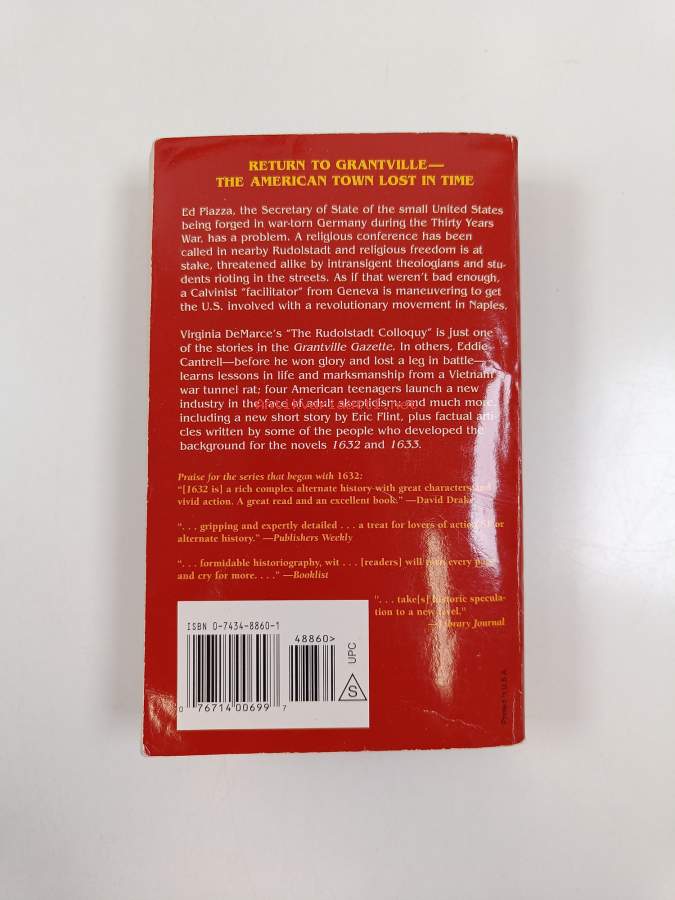 RETURN TO GRANTVILLE—
THE AMERICAN TOWN LOST IN TIME
Ed Piazza, the Secretary of State of the small United States
being forged in war-torn Germany during the Thirty Years
War, has a problem. A religious conference has been
called in nearby Rudolstadt and religious freedom is at
stake, threatened alike by intransigent theologians and stu-
dents rioting in the streets. As if that weren't bad enough,
a Calvinist "facilitator" from Geneva is maneuvering to get
the U.S. involved with a revolutionary movement in Naples.
Virginia DeMarce's "The Rudolstadt Colloquy" is just one
of the stories in the Grantville Gazette. In others, Eddie
Cantrell—before he won glory and lost a leg in battle—
learns lessons in life and marksmanship from a Vietnam
war tunnel rat; four American teenagers launch a new
industry in the face of adult skepticism; and much more,
including a new short story by Eric Flint, plus factual arti-
cles written by some of the people who developed the
background for the novels 1632 and 1633.
Praise for the series that began with 1632:
"[1632 is] a rich complex alternate history with great characters and
vivid action. A great read and an excellent book." —David Drake
". . . gripping and expertly detailed . . . a treat for lovers of action-SF or
alternate history." —Publishers Weekly
". . . formidable historiography, wit . . . [readers] will turn every page
and cry for more. . . ." —Booklist
". . . take[s] historic specula-
tion to a new level."
—Library Journal
ISBN 0-7434-8860-1
48860>
UPC
S
0 76714 00699 7
Printed in U.S.A.